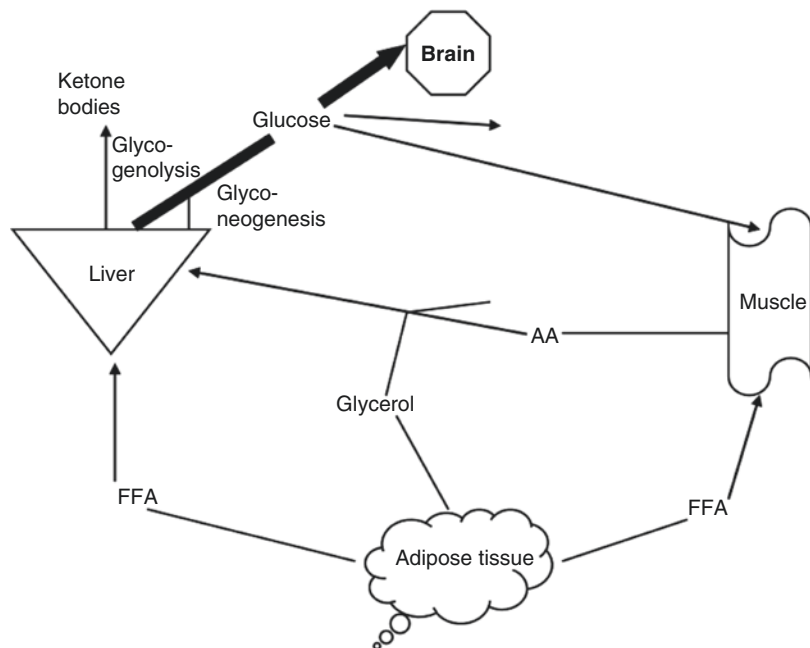 Brain
Ketone
bodies
Glucose
Glyco-
genolysis
Glyco-
neogenesis
Liver
Muscle
AA
Glycerol
FFA
FFA
Adipose tissue